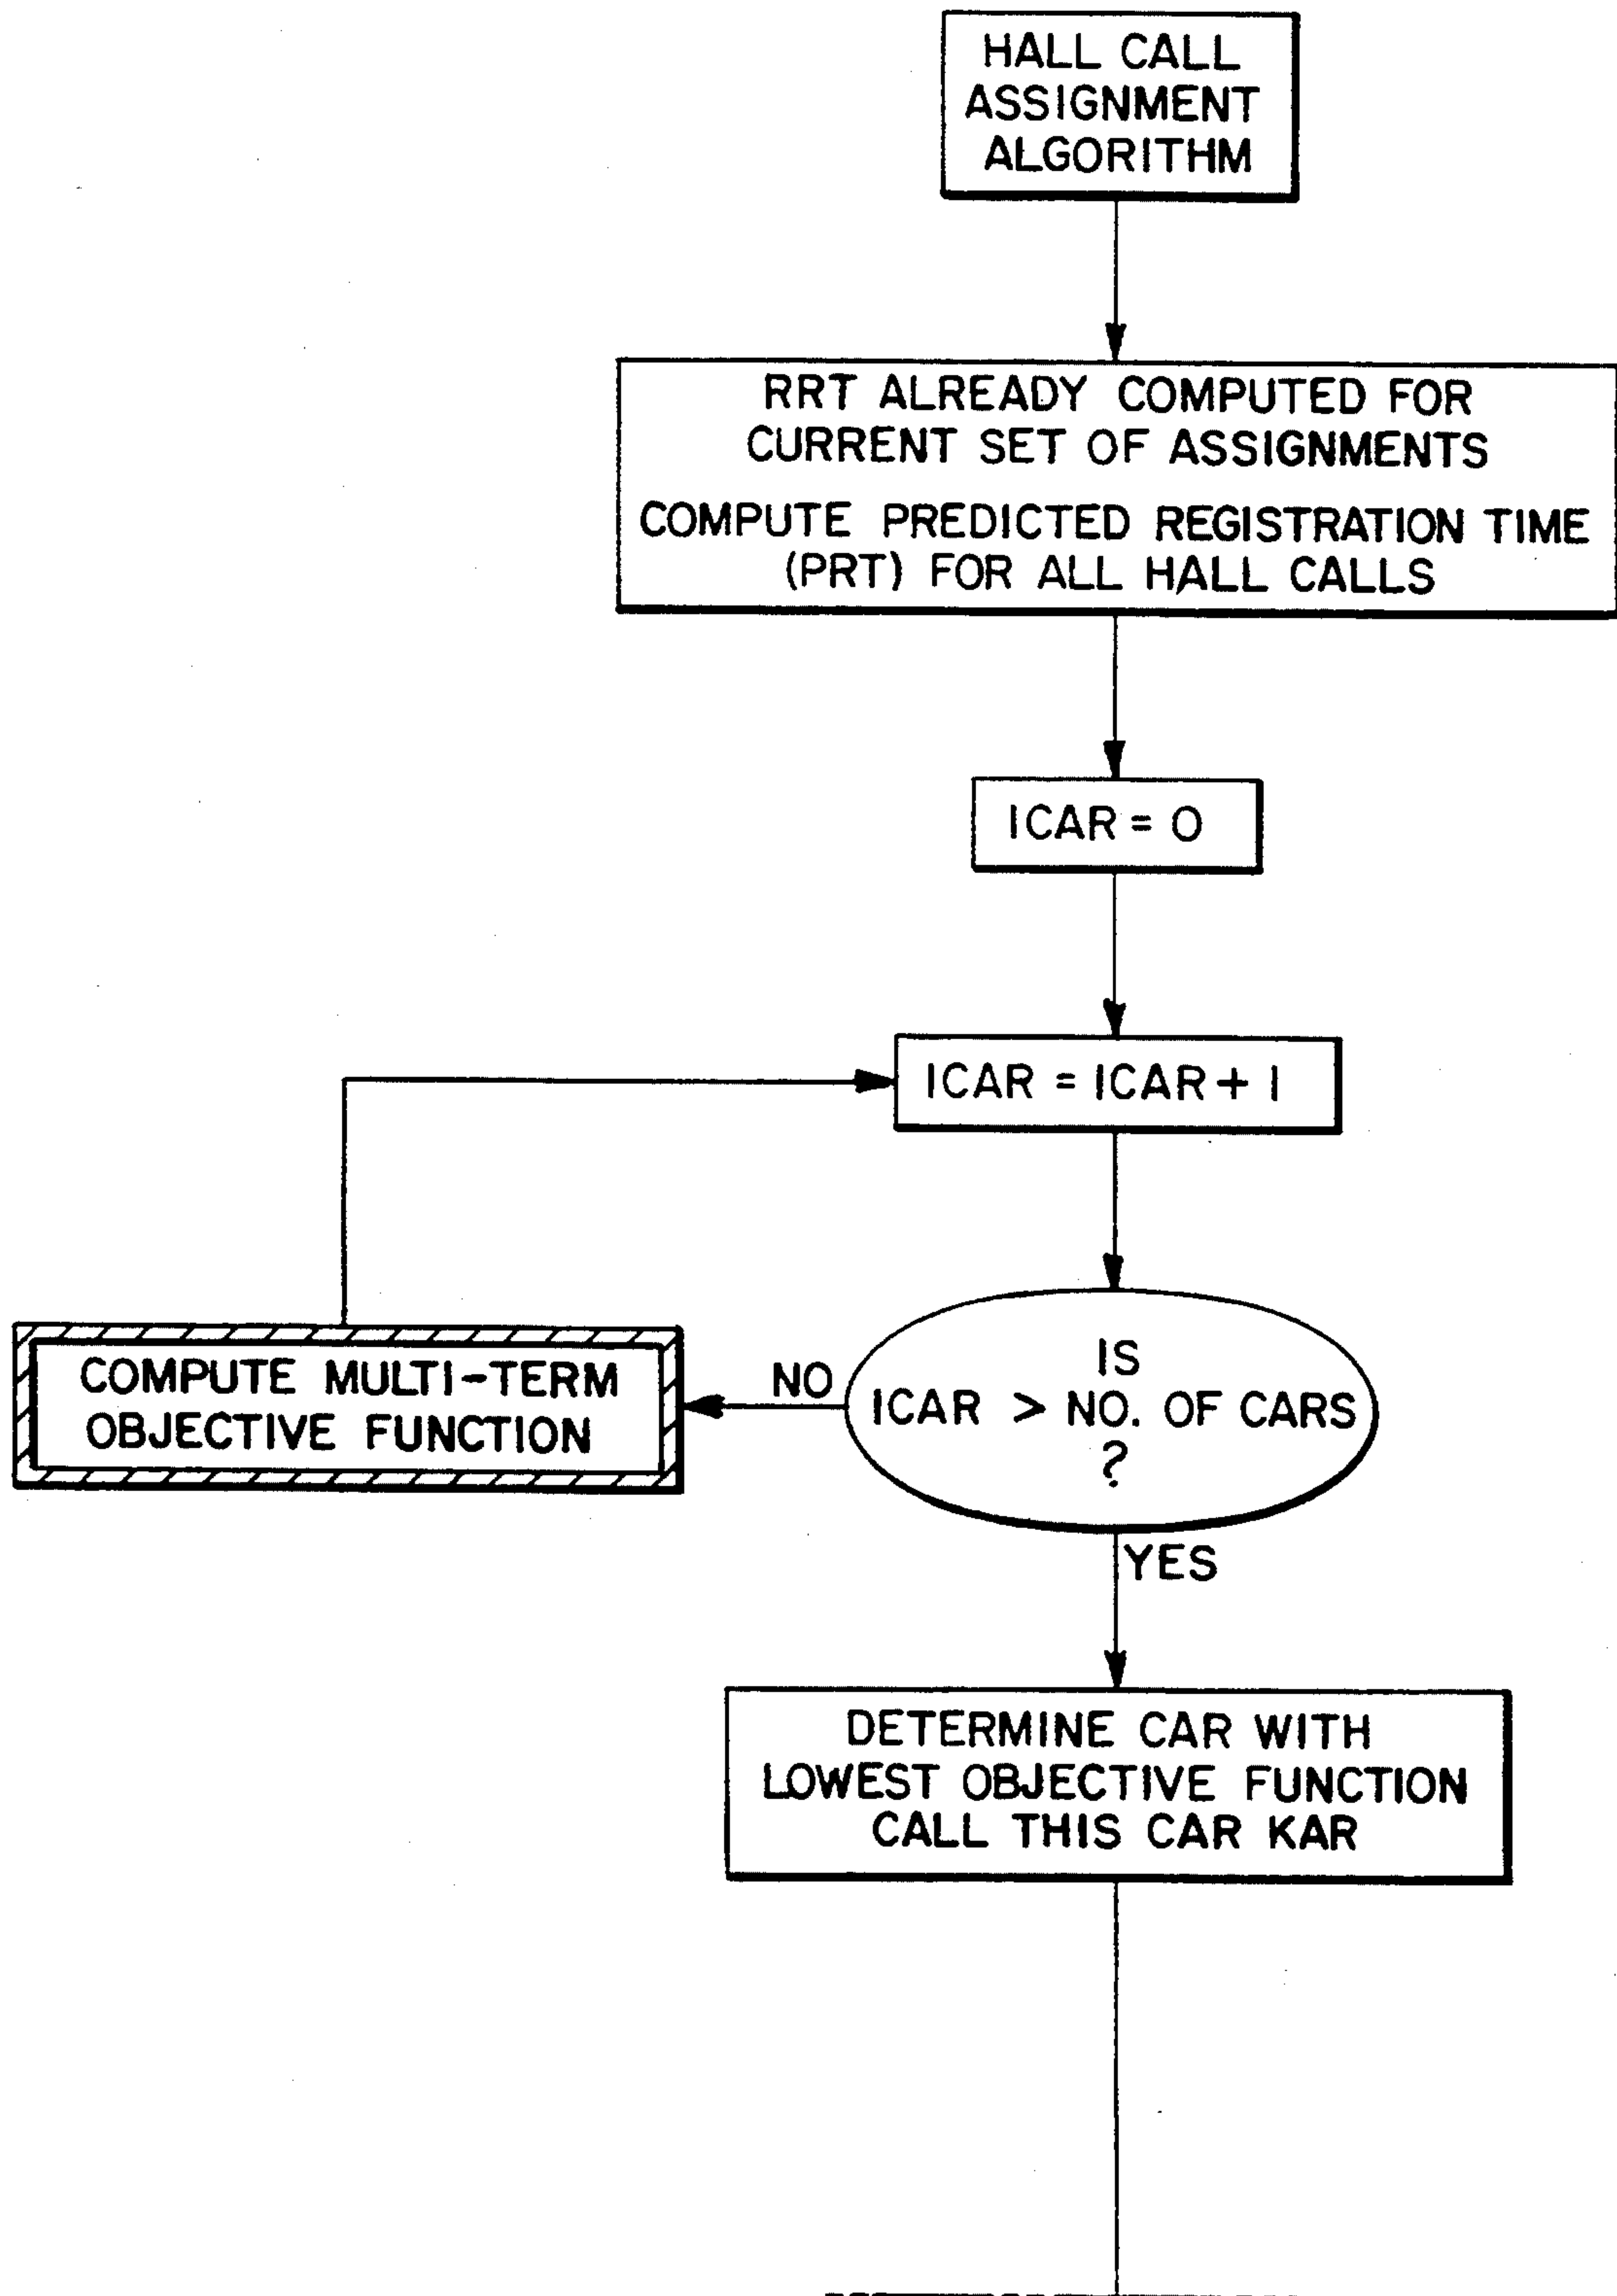 HALL CALL
ASSIGNMENT
ALGORITHM
RRT ALREADY COMPUTED FOR
CURRENT SET OF ASSIGNMENTS
COMPUTE PREDICTED REGISTRATION TIME
(PRT) FOR ALL HALL CALLS
ICAR = 0
ICAR = ICAR + 1
IS
ICAR > NO. OF CARS
?
NO
COMPUTE MULTI-TERM
OBJECTIVE FUNCTION
YES
DETERMINE CAR WITH
LOWEST OBJECTIVE FUNCTION
CALL THIS CAR KAR